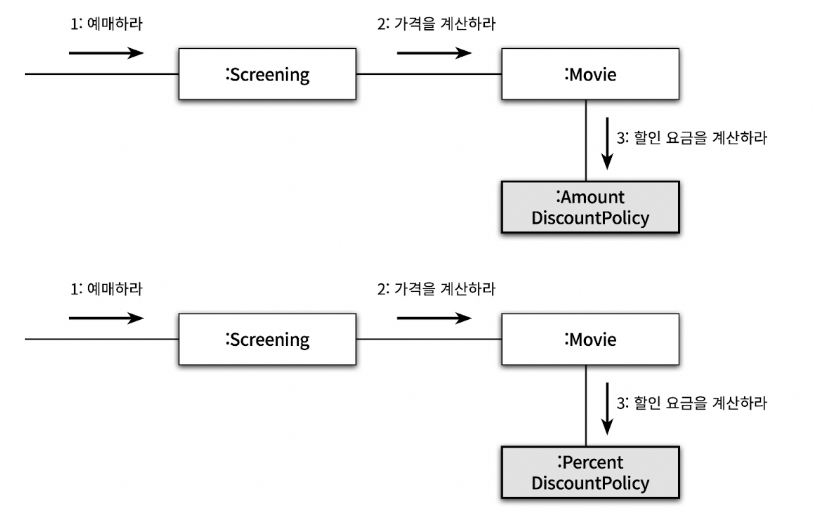 1: 예매하라
2: 가격을 계산하라
:Screening
:Movie
3: 할인 요금을 계산하라
:Amount
DiscountPolicy
1: 예매하라
2: 가격을 계산하라
:Screening
:Movie
3: 할인 요금을 계산하라
:Percent
DiscountPolicy